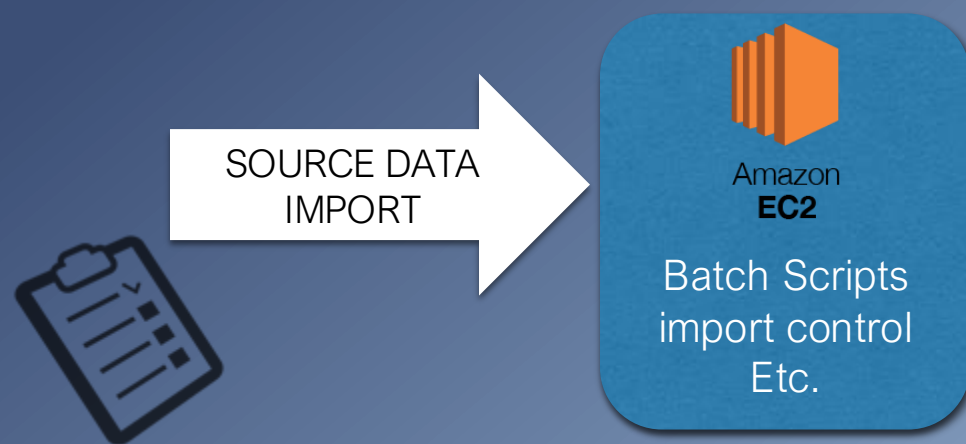 SOURCE DATA
IMPORT
Amazon
EC2
Batch Scripts
import control
Etc.